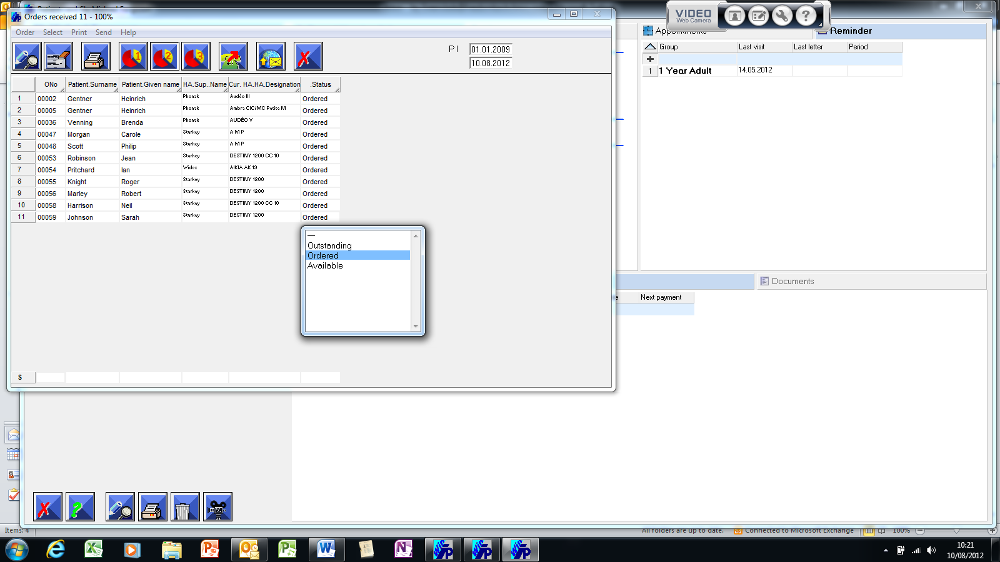 Orders received 11 - 100%
Order Select Print Send Help
1 2 3
P I 01.01.2009
10.08.2012
ONo Patient.Surname Patient.Given name HA.Sup..Name Cur. HA.HA.Designation .Status
1 00002 Gentner Heinrich Phonak Audéo III Ordered
2 00005 Gentner Heinrich Phonak Ambra CIC/MC Petite M Ordered
3 00036 Venning Brenda Phonak AUDÉO V Ordered
4 00047 Morgan Carole Starkey A M P Ordered
5 00048 Scott Philip Starkey A M P Ordered
6 00053 Robinson Jean Starkey DESTINY 1200 CC 10 Ordered
7 00054 Pritchard Ian Widex AIKIA AK 19 Ordered
8 00055 Knight Roger Starkey DESTINY 1200 Ordered
9 00056 Marley Robert Starkey DESTINY 1200 Ordered
10 00058 Harrison Neil Starkey DESTINY 1200 CC 10 Ordered
11 00059 Johnson Sarah Starkey DESTINY 1200 Ordered
—
Outstanding
Ordered
Available
S
VIDEO
Web Camera
Appointments
Reminder
Group Last visit Last letter Period
1 1 Year Adult 14.05.2012
Documents
Next payment
Items: 4
All folders are up to date. Connected to Microsoft Exchange 100%
10:21
10/08/2012